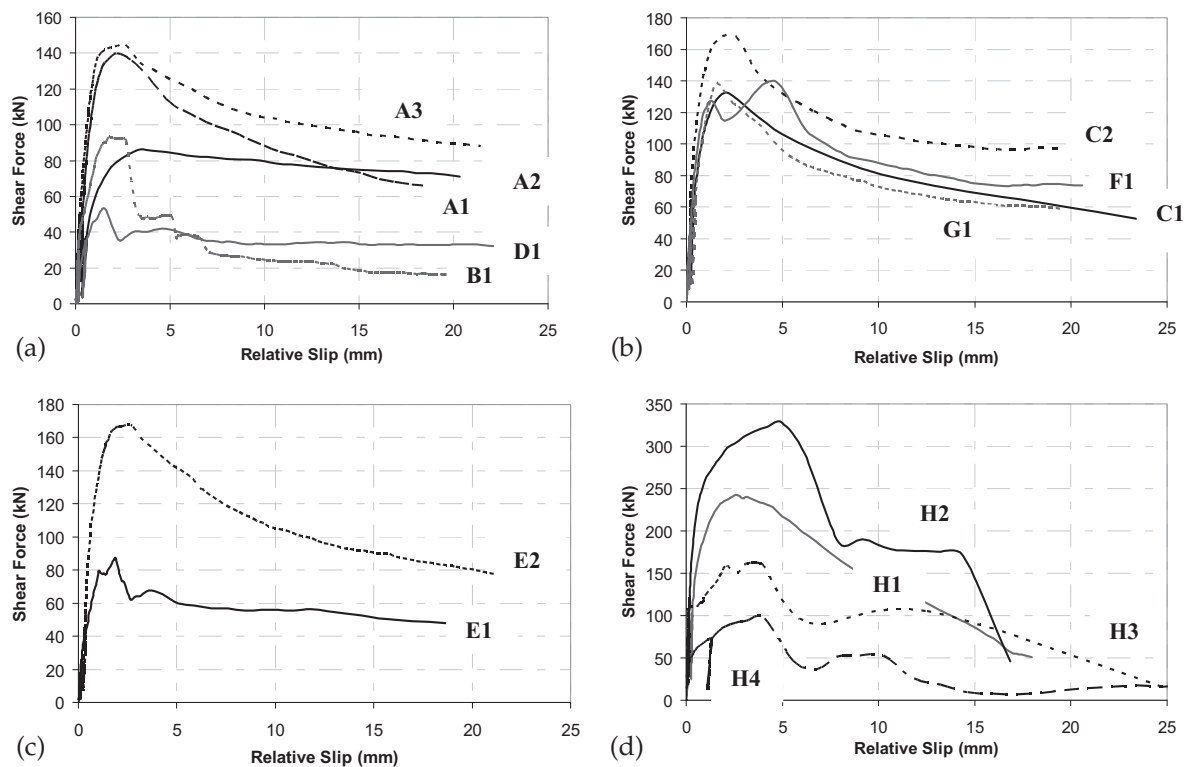 160
140
120
100
80
60
40
20
0
Shear Force (kN)
A3
A2
A1
D1
B1
0 5 10 15 20 25
Relative Slip (mm)
(a)
180
160
140
120
100
80
60
40
20
0
Shear Force (kN)
C2
F1
C1
G1
0 5 10 15 20 25
Relative Slip (mm)
(b)
180
160
140
120
100
80
60
40
20
0
Shear Force (kN)
E2
E1
0 5 10 15 20 25
Relative Slip (mm)
(c)
350
300
250
200
150
100
50
0
Shear Force (kN)
H2
H1
H3
H4
0 5 10 15 20 25
Relative Slip (mm)
(d)